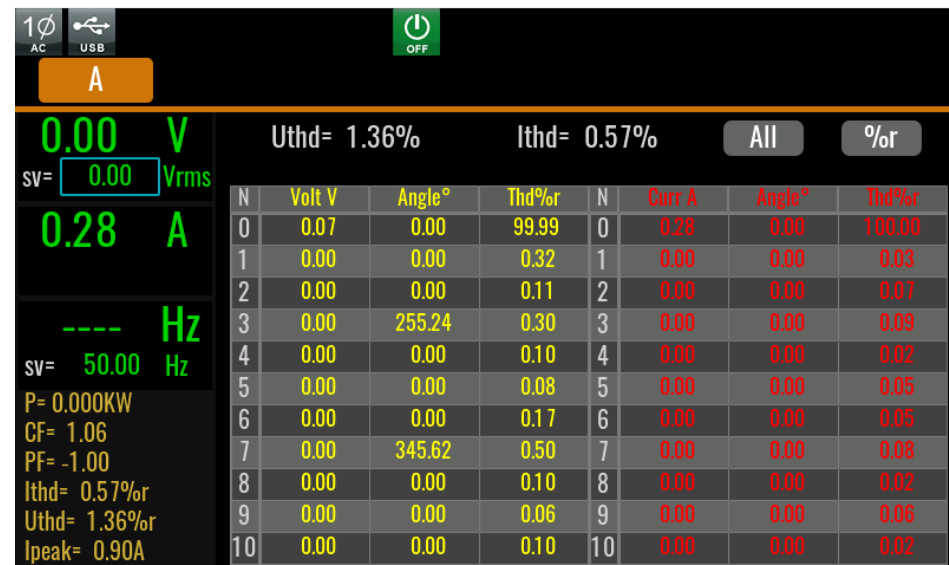 1Ø
AC USB OFF
A
0.00 V
sv= 0.00 Vrms
0.28 A
---- Hz
sv= 50.00 Hz
P= 0.000KW
CF= 1.06
PF= -1.00
Ithd= 0.57%r
Uthd= 1.36%r
Ipeak= 0.90A
Uthd= 1.36% Ithd= 0.57% All %r
N Volt V Angle° Thd%r N Curr A Angle° Thd%r
0 0.07 0.00 99.99 0 0.28 0.00 100.00
1 0.00 0.00 0.32 1 0.00 0.00 0.03
2 0.00 0.00 0.11 2 0.00 0.00 0.07
3 0.00 255.24 0.30 3 0.00 0.00 0.09
4 0.00 0.00 0.10 4 0.00 0.00 0.02
5 0.00 0.00 0.08 5 0.00 0.00 0.05
6 0.00 0.00 0.17 6 0.00 0.00 0.05
7 0.00 345.62 0.50 7 0.00 0.00 0.08
8 0.00 0.00 0.10 8 0.00 0.00 0.02
9 0.00 0.00 0.06 9 0.00 0.00 0.06
10 0.00 0.00 0.10 10 0.00 0.00 0.02